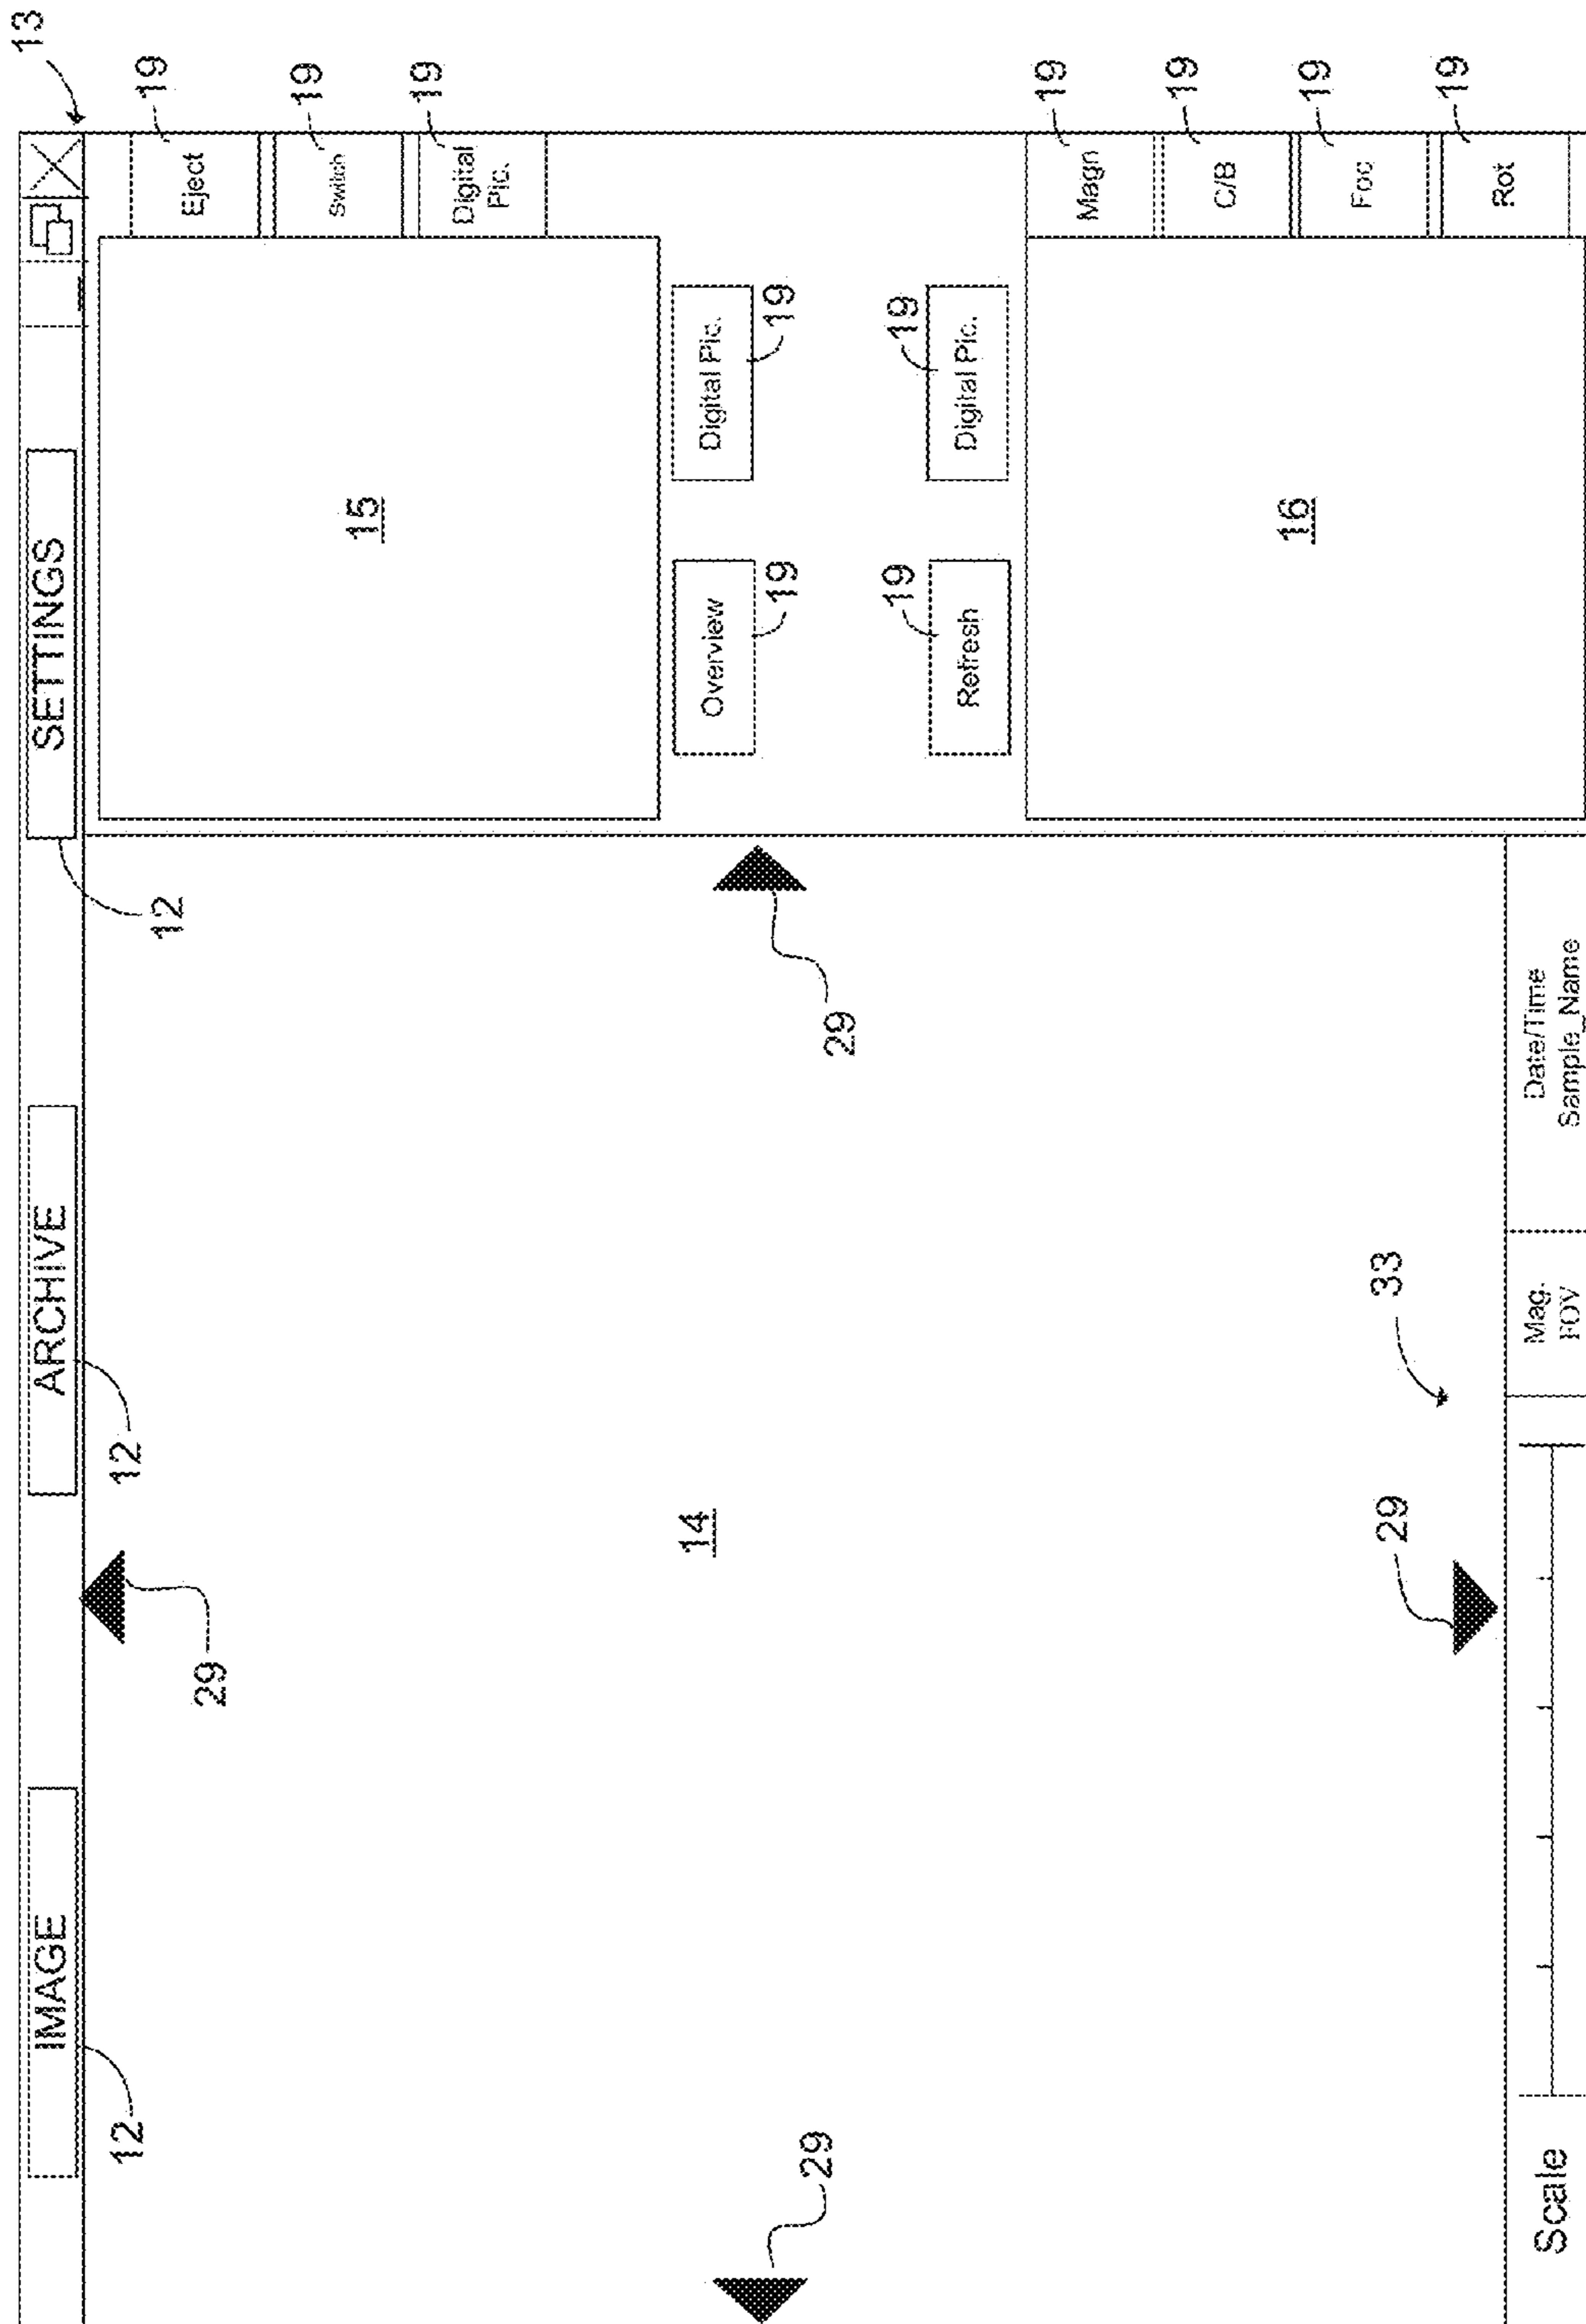 13
IMAGE
ARCHIVE
SETTINGS
12
12
12
29
29
29
29
14
33
15
Eject
19
Switch
19
Digital
Pic.
19
Overview
19
Digital Pic.
19
Refresh
19
Digital Pic.
19
16
Magn
19
C/B
19
Foc
19
Rot
19
Scale
Mag.
FOV
Date/Time
Sample_Name